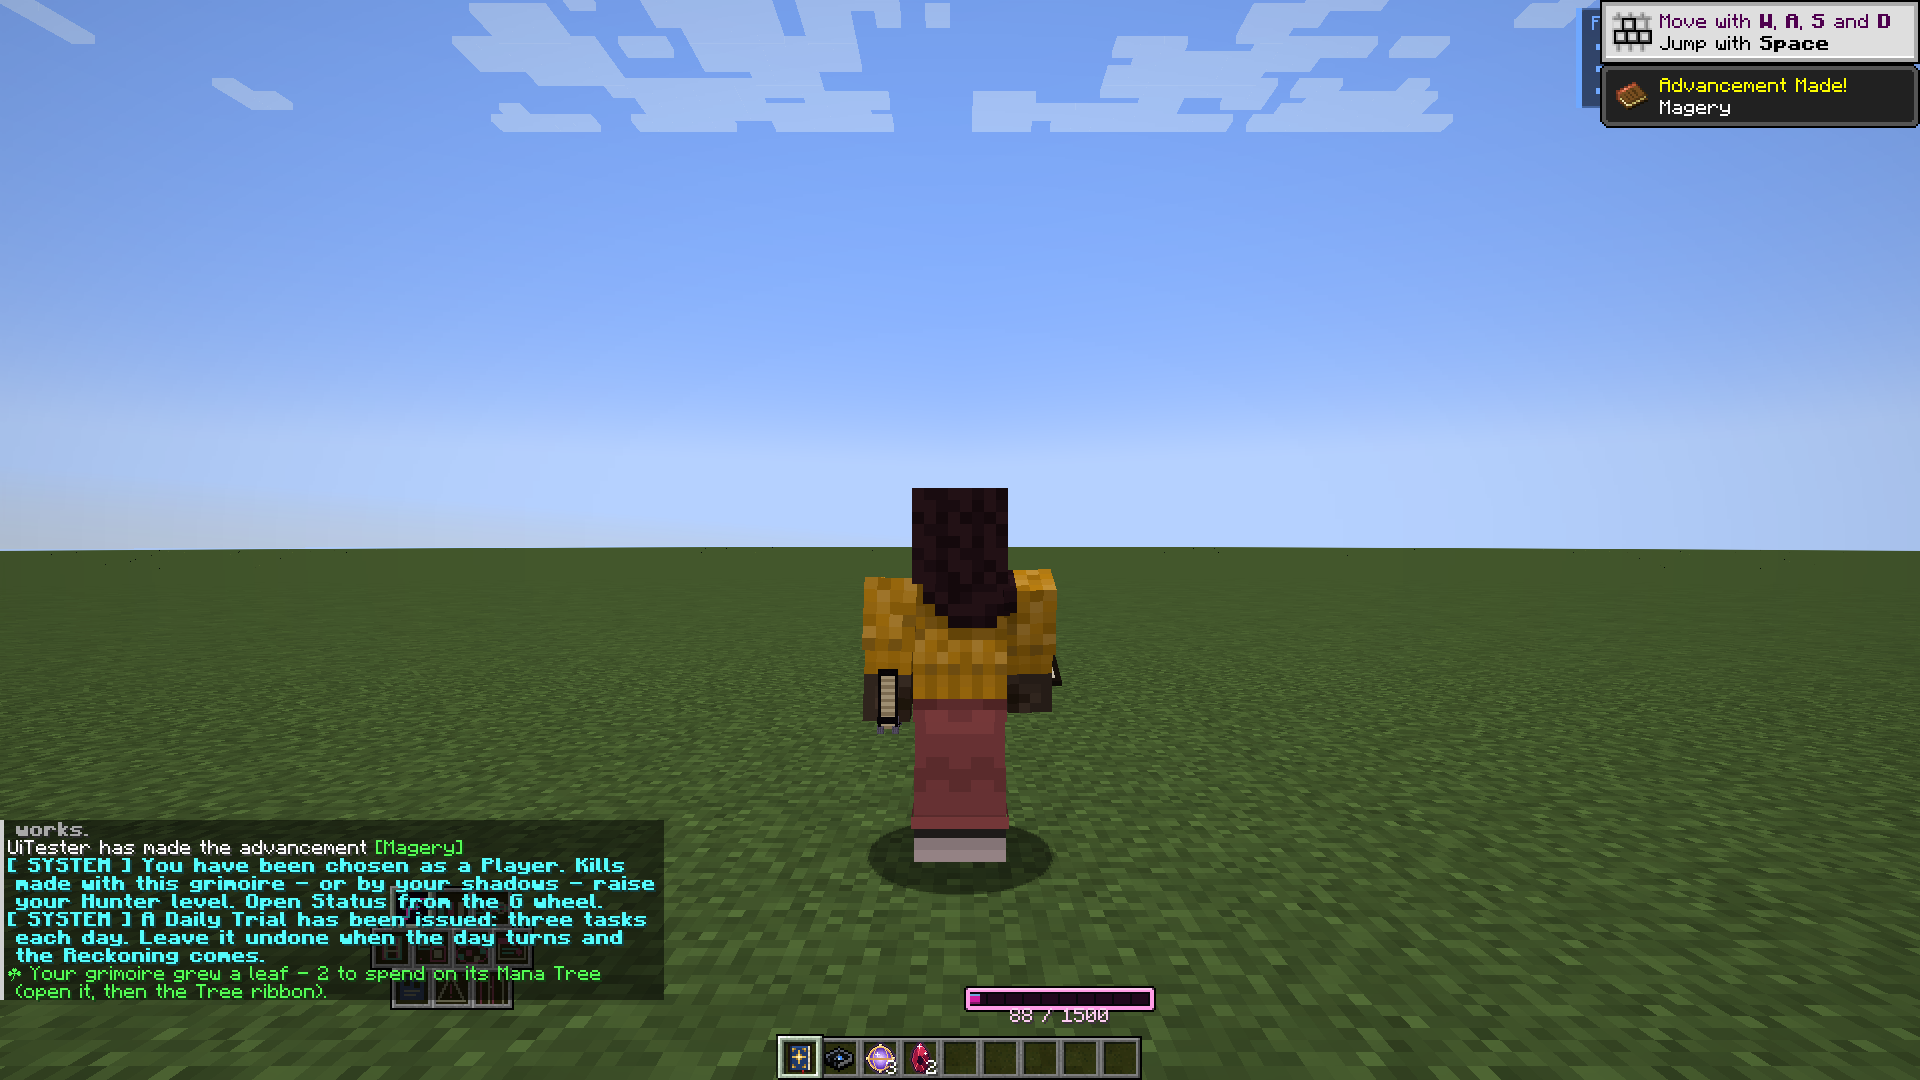 F
Move with W, A, S and D
Jump with Space
Advancement Made!
Magery
works.
UiTester has made the advancement [Magery]
[ SYSTEM ] You have been chosen as a Player. Kills
made with this grimoire — or by your shadows — raise
your Hunter level. Open Status from the G wheel.
[ SYSTEM ] A Daily Trial has been issued: three tasks
each day. Leave it undone when the day turns and
the Reckoning comes.
☘ Your grimoire grew a leaf — 2 to spend on its Mana Tree
(open it, then the Tree ribbon).
88 / 1500
3
2